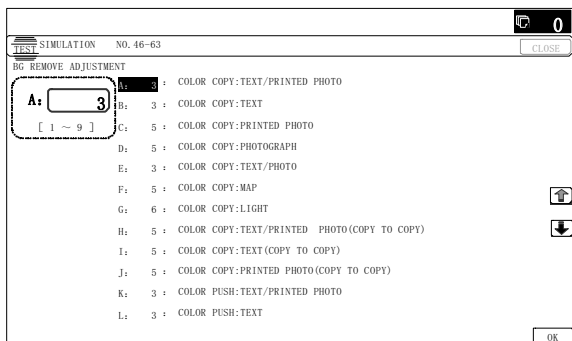 0
TEST SIMULATION NO. 46-63
CLOSE
BG REMOVE ADJUSTMENT
A: 3
[ 1 ~ 9 ]
A: 3 : COLOR COPY:TEXT/PRINTED PHOTO
B: 3 : COLOR COPY:TEXT
C: 5 : COLOR COPY:PRINTED PHOTO
D: 5 : COLOR COPY:PHOTOGRAPH
E: 3 : COLOR COPY:TEXT/PHOTO
F: 5 : COLOR COPY:MAP
G: 6 : COLOR COPY:LIGHT
H: 5 : COLOR COPY:TEXT/PRINTED PHOTO(COPY TO COPY)
I: 5 : COLOR COPY:TEXT(COPY TO COPY)
J: 5 : COLOR COPY:PRINTED PHOTO(COPY TO COPY)
K: 3 : COLOR PUSH:TEXT/PRINTED PHOTO
L: 3 : COLOR PUSH:TEXT
OK